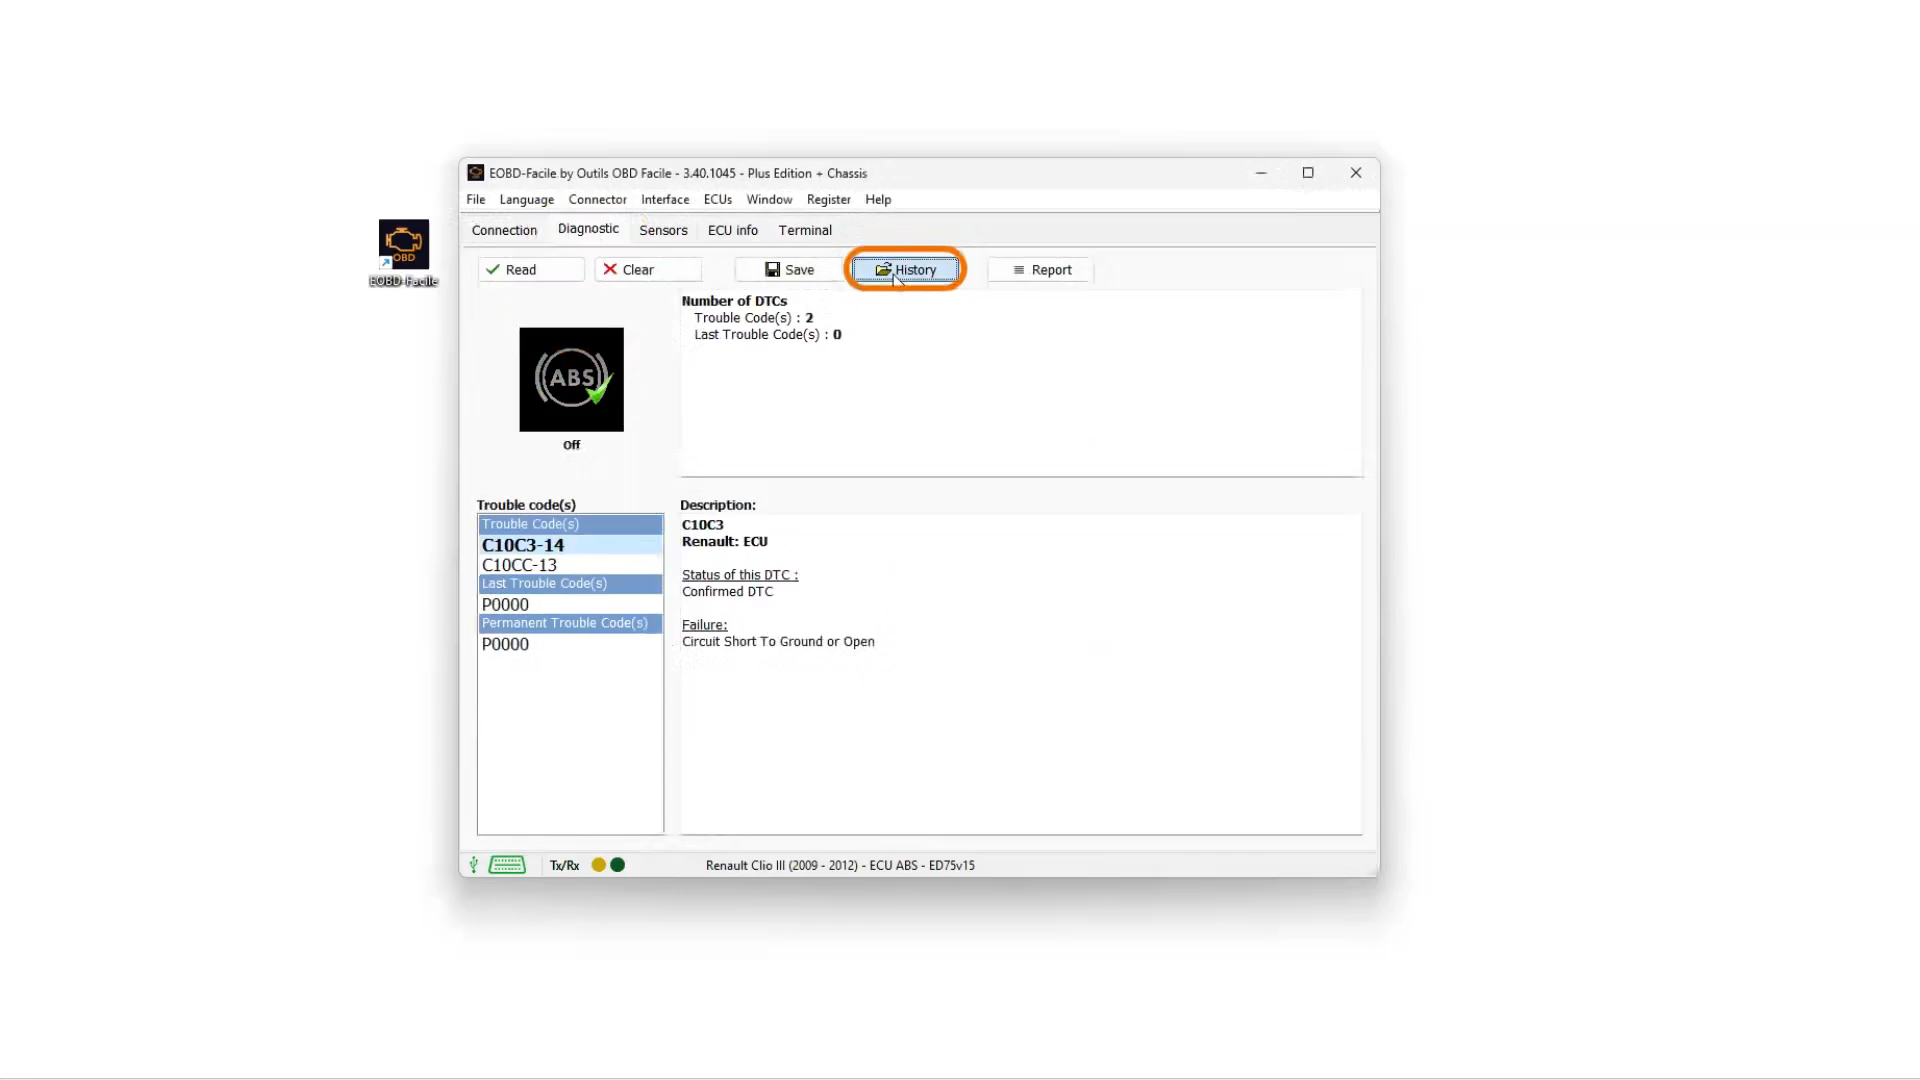 EOBD-Facile by Outils OBD Facile - 3.40.1045 - Plus Edition + Chassis
File Language Connector Interface ECUs Window Register Help
Connection Diagnostic Sensors ECU info Terminal
Read Clear Save History Report
OBD
EOBD-Facile
Number of DTCs
Trouble Code(s) : 2
Last Trouble Code(s) : 0
ABS
Off
Trouble code(s)
Trouble Code(s)
C10C3-14
C10CC-13
Last Trouble Code(s)
P0000
Permanent Trouble Code(s)
P0000
Description:
C10C3
Renault: ECU
Status of this DTC :
Confirmed DTC
Failure:
Circuit Short To Ground or Open
Tx/Rx Renault Clio III (2009 - 2012) - ECU ABS - ED75v15